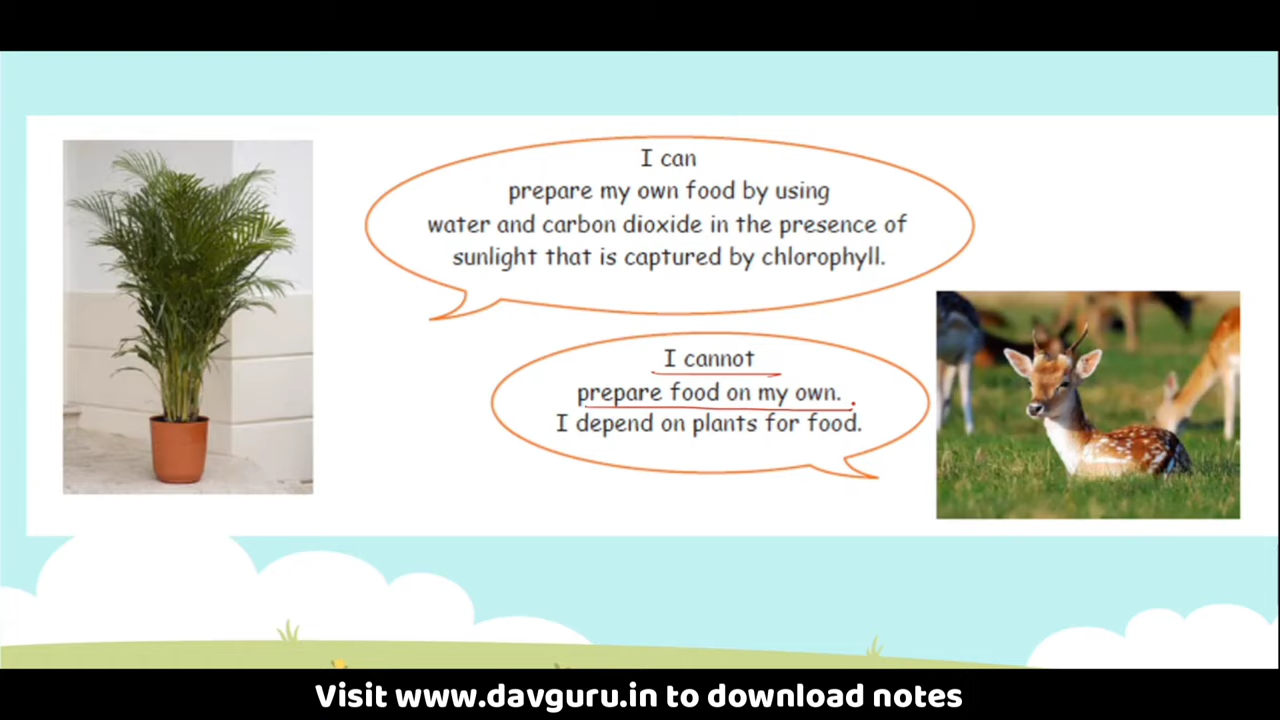 I can
prepare my own food by using
water and carbon dioxide in the presence of
sunlight that is captured by chlorophyll.
I cannot
prepare food on my own.
I depend on plants for food.
Visit www.davguru.in to download notes